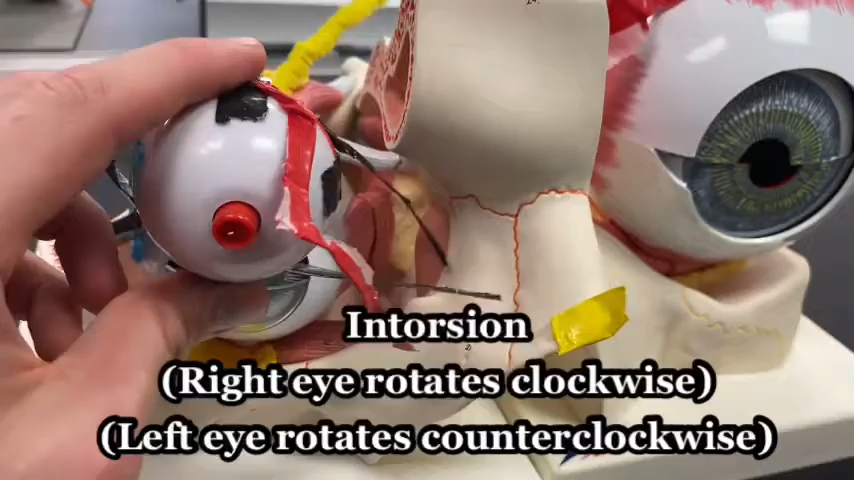 Intorsion
(Right eye rotates clockwise)
(Left eye rotates counterclockwise)